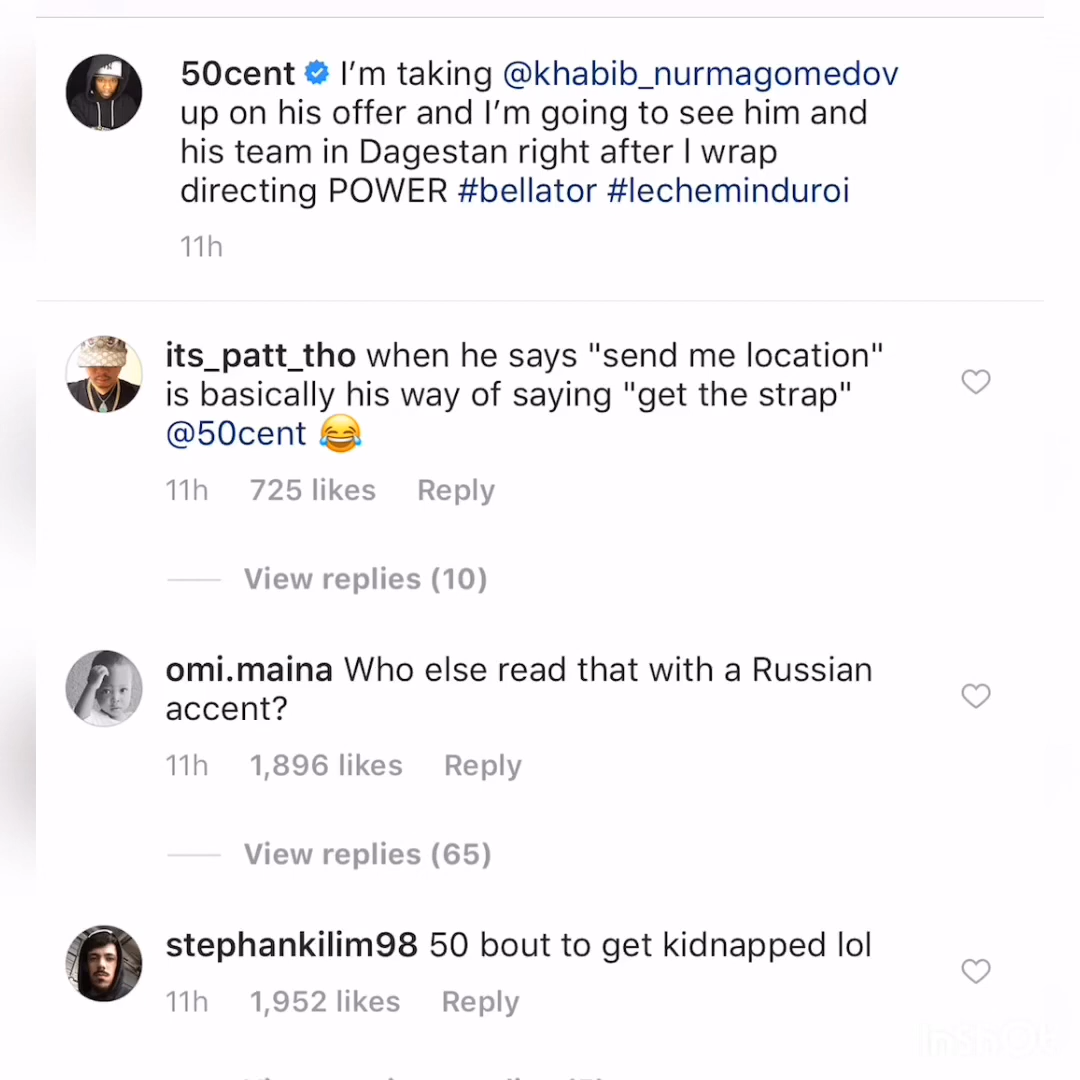 50cent I'm taking @khabib_nurmagomedov
up on his offer and I'm going to see him and
his team in Dagestan right after I wrap
directing POWER #bellator #lecheminduroi
11h
its_patt_tho when he says "send me location"
is basically his way of saying "get the strap"
@50cent 😂
11h 725 likes Reply
View replies (10)
omi.maina Who else read that with a Russian
accent?
11h 1,896 likes Reply
View replies (65)
stephankilim98 50 bout to get kidnapped lol
11h 1,952 likes Reply